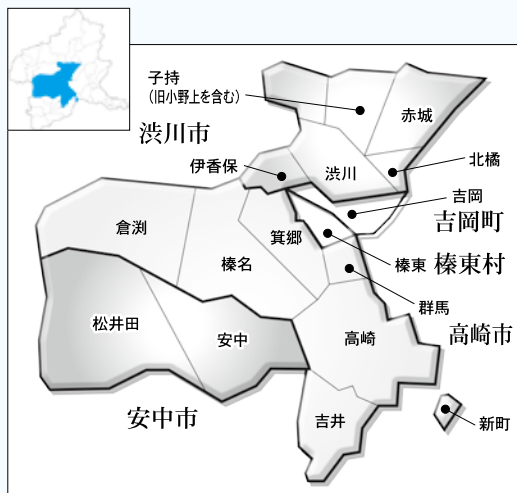 子持
（旧小野上を含む）
赤城
渋川市
伊香保
渋川
北橘
吉岡
吉岡町
倉渕
箕郷
榛名
榛東
榛東村
群馬
松井田
安中
高崎
高崎市
安中市
吉井
新町